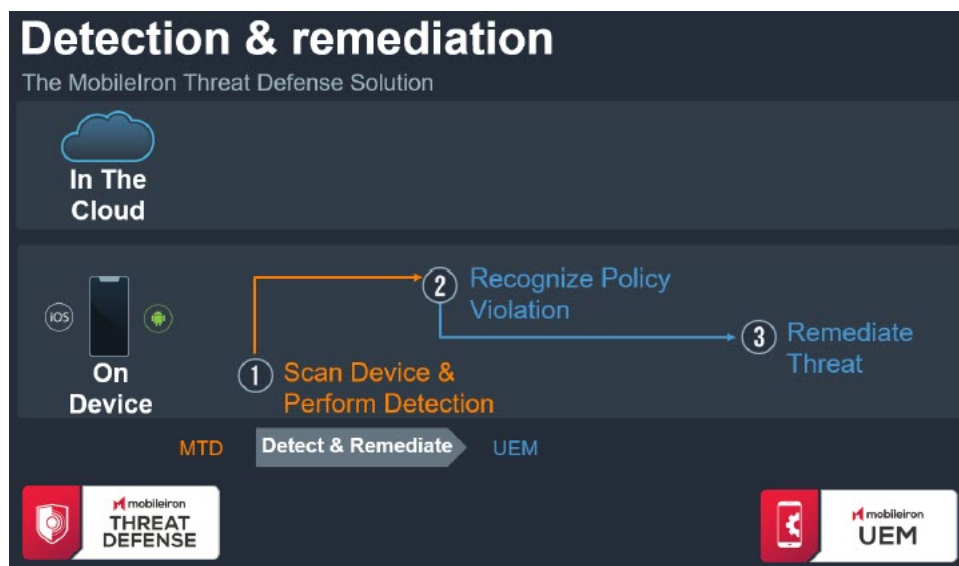 Detection & remediation
The MobileIron Threat Defense Solution
In The
Cloud
iOS
On
Device
1 Scan Device &
Perform Detection
2 Recognize Policy
Violation
3 Remediate
Threat
MTD
Detect & Remediate
UEM
mobileiron
THREAT
DEFENSE
mobileiron
UEM